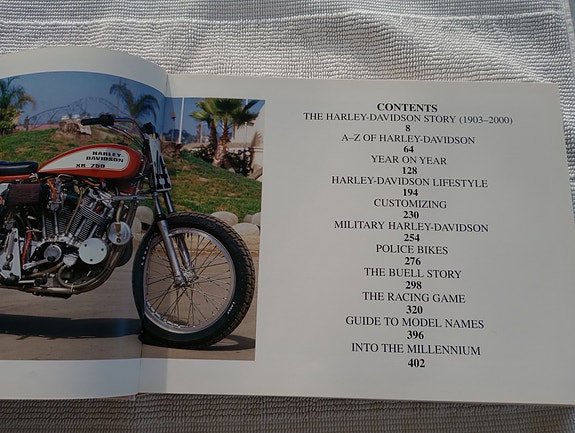 HARLEY-
DAVIDSON
XR 750
4
CONTENTS
THE HARLEY-DAVIDSON STORY (1903–2000)
8
A–Z OF HARLEY-DAVIDSON
64
YEAR ON YEAR
128
HARLEY-DAVIDSON LIFESTYLE
194
CUSTOMIZING
230
MILITARY HARLEY-DAVIDSON
254
POLICE BIKES
276
THE BUELL STORY
298
THE RACING GAME
320
GUIDE TO MODEL NAMES
396
INTO THE MILLENNIUM
402